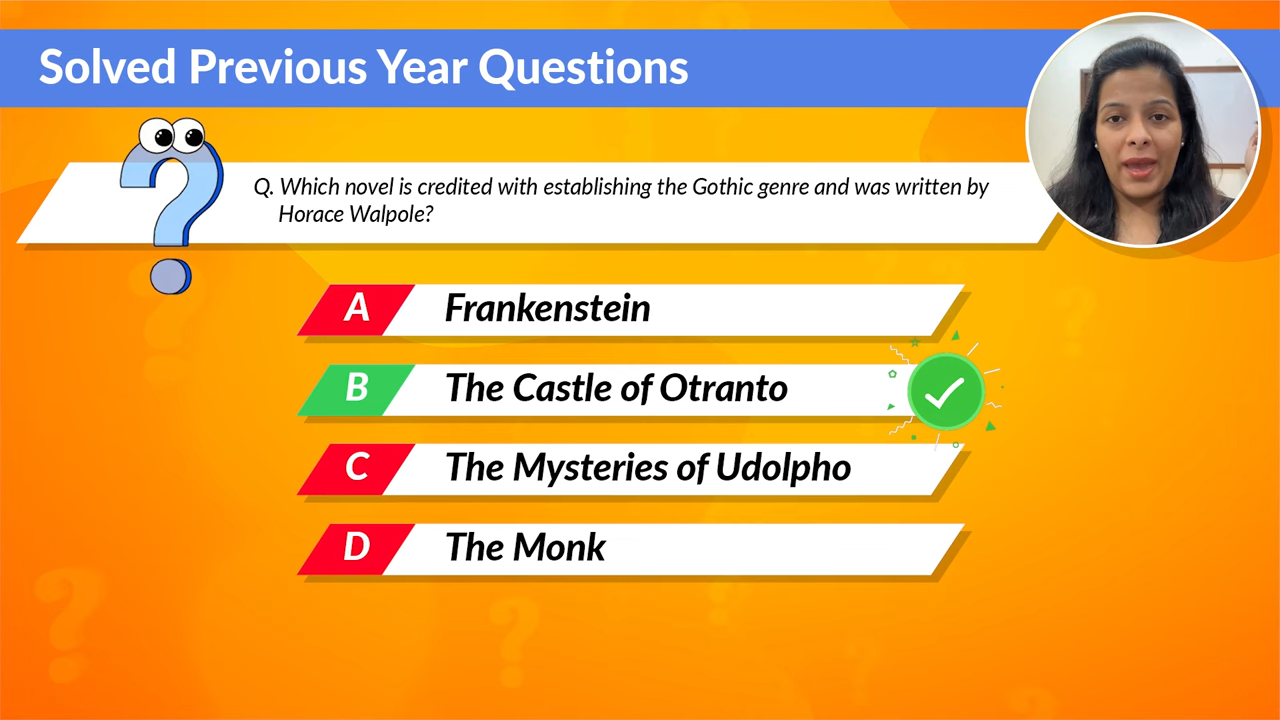 Solved Previous Year Questions
Q. Which novel is credited with establishing the Gothic genre and was written by
Horace Walpole?
A Frankenstein
B The Castle of Otranto
C The Mysteries of Udolpho
D The Monk